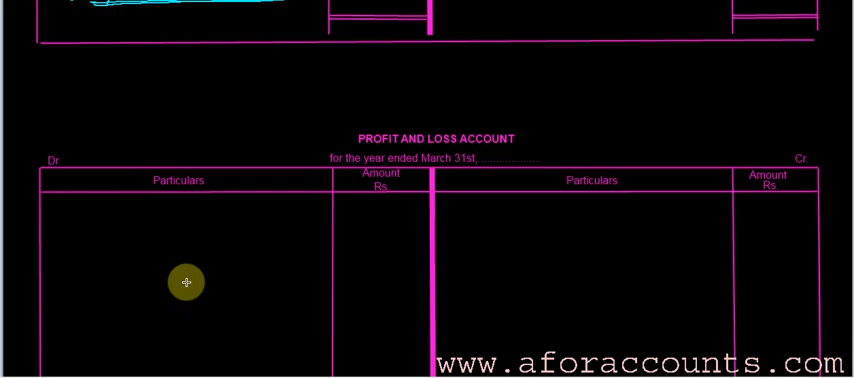 PROFIT AND LOSS ACCOUNT
Dr for the year ended March 31st, .................... Cr.
Particulars Amount Rs. Particulars Amount Rs.
www.aforaccounts.com